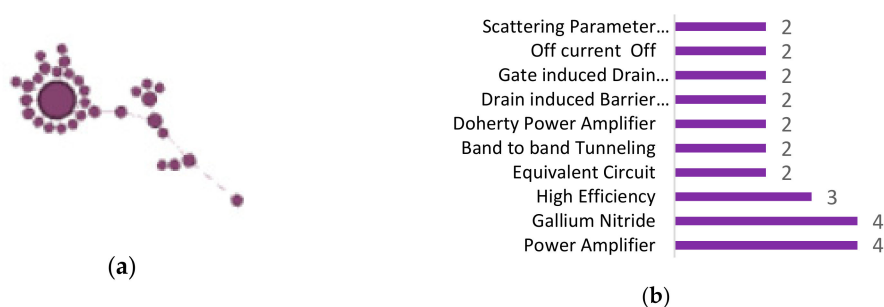 Scattering Parameter… 2
Off current Off 2
Gate induced Drain… 2
Drain induced Barrier… 2
Doherty Power Amplifier 2
Band to band Tunneling 2
Equivalent Circuit 2
High Efficiency 3
Gallium Nitride 4
Power Amplifier 4
(a)
(b)